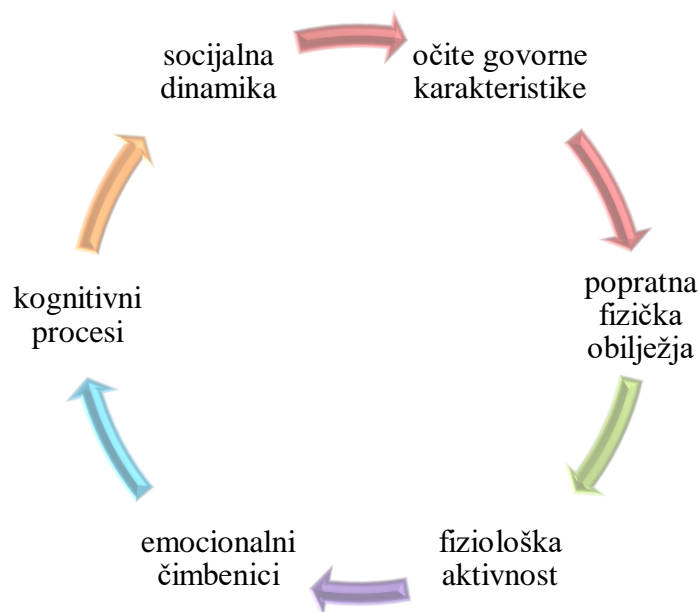 socijalna
dinamika
očite govorne
karakteristike
popratna
fizička
obilježja
fiziološka
aktivnost
emocionalni
čimbenici
kognitivni
procesi